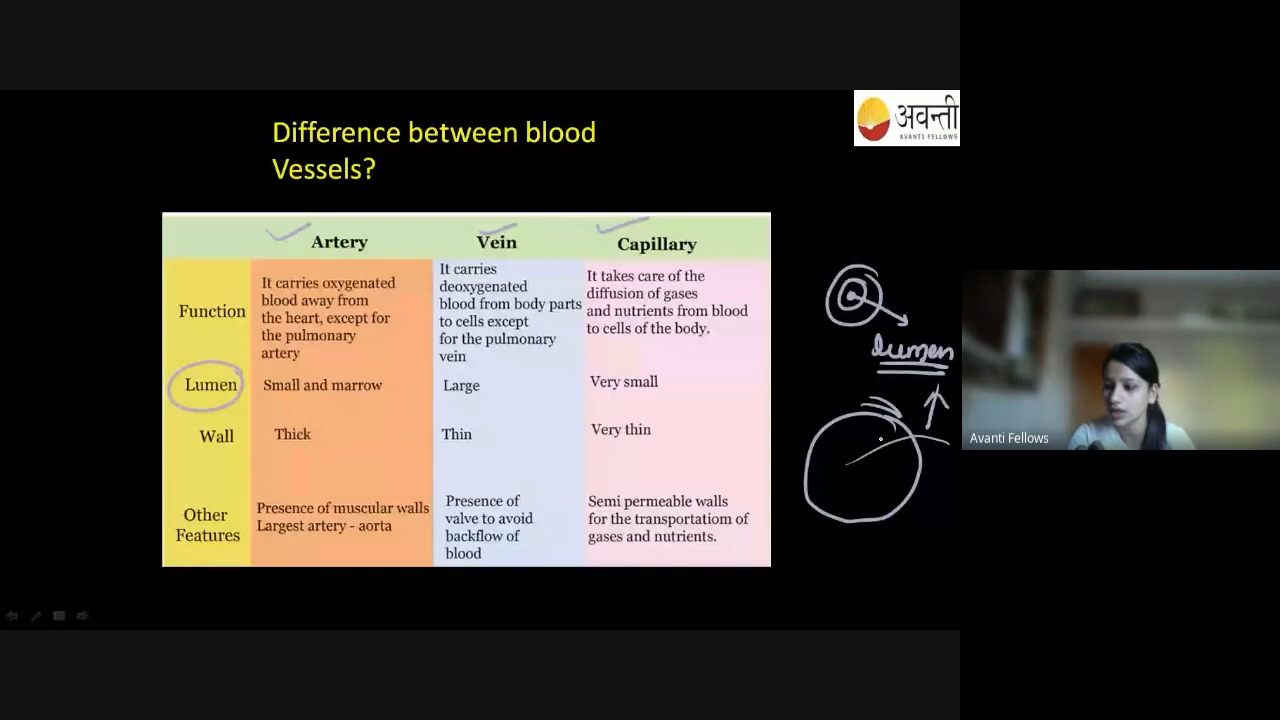 Difference between blood
Vessels?
अवन्ती
AVANTI FELLOWS
Artery
Vein
Capillary
Function
It carries oxygenated
blood away from
the heart, except for
the pulmonary
artery
It carries
deoxygenated
blood from body parts
to cells except
for the pulmonary
vein
It takes care of the
diffusion of gases
and nutrients from blood
to cells of the body.
Lumen
Small and marrow
Large
Very small
Wall
Thick
Thin
Very thin
Other
Features
Presence of muscular walls
Largest artery - aorta
Presence of
valve to avoid
backflow of
blood
Semi permeable walls
for the transportatiom of
gases and nutrients.
lumen
Avanti Fellows